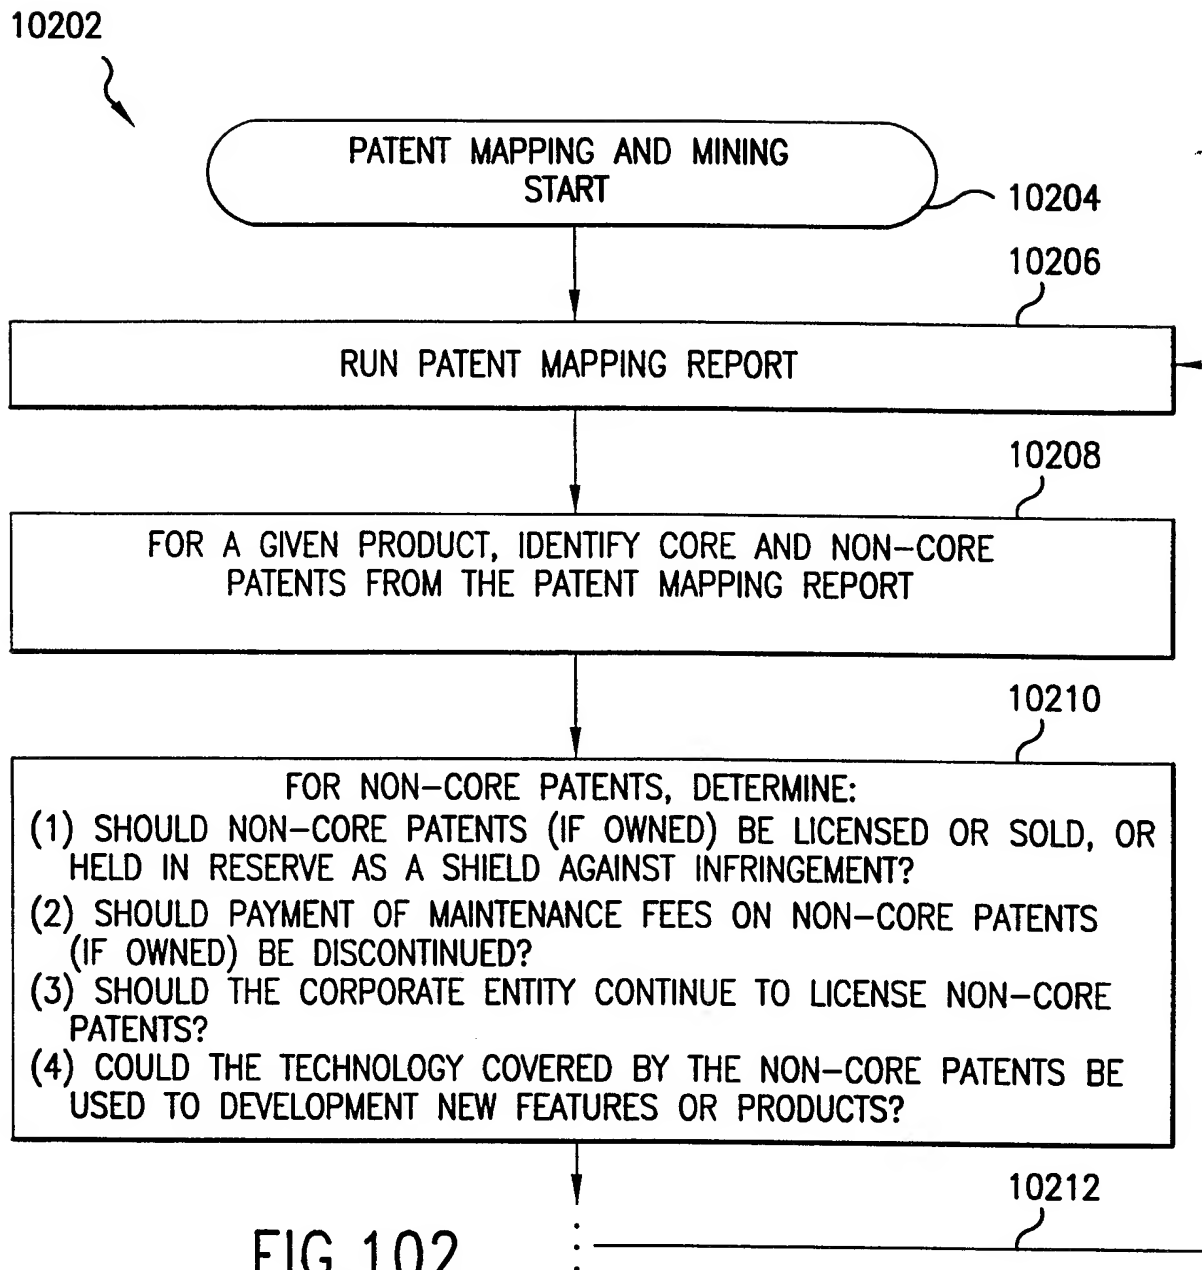 10202
PATENT MAPPING AND MINING
START
10204
10206
RUN PATENT MAPPING REPORT
10208
FOR A GIVEN PRODUCT, IDENTIFY CORE AND NON-CORE
PATENTS FROM THE PATENT MAPPING REPORT
10210
FOR NON-CORE PATENTS, DETERMINE:
(1) SHOULD NON-CORE PATENTS (IF OWNED) BE LICENSED OR SOLD, OR
HELD IN RESERVE AS A SHIELD AGAINST INFRINGEMENT?
(2) SHOULD PAYMENT OF MAINTENANCE FEES ON NON-CORE PATENTS
(IF OWNED) BE DISCONTINUED?
(3) SHOULD THE CORPORATE ENTITY CONTINUE TO LICENSE NON-CORE
PATENTS?
(4) COULD THE TECHNOLOGY COVERED BY THE NON-CORE PATENTS BE
USED TO DEVELOPMENT NEW FEATURES OR PRODUCTS?
10212
FIG.102